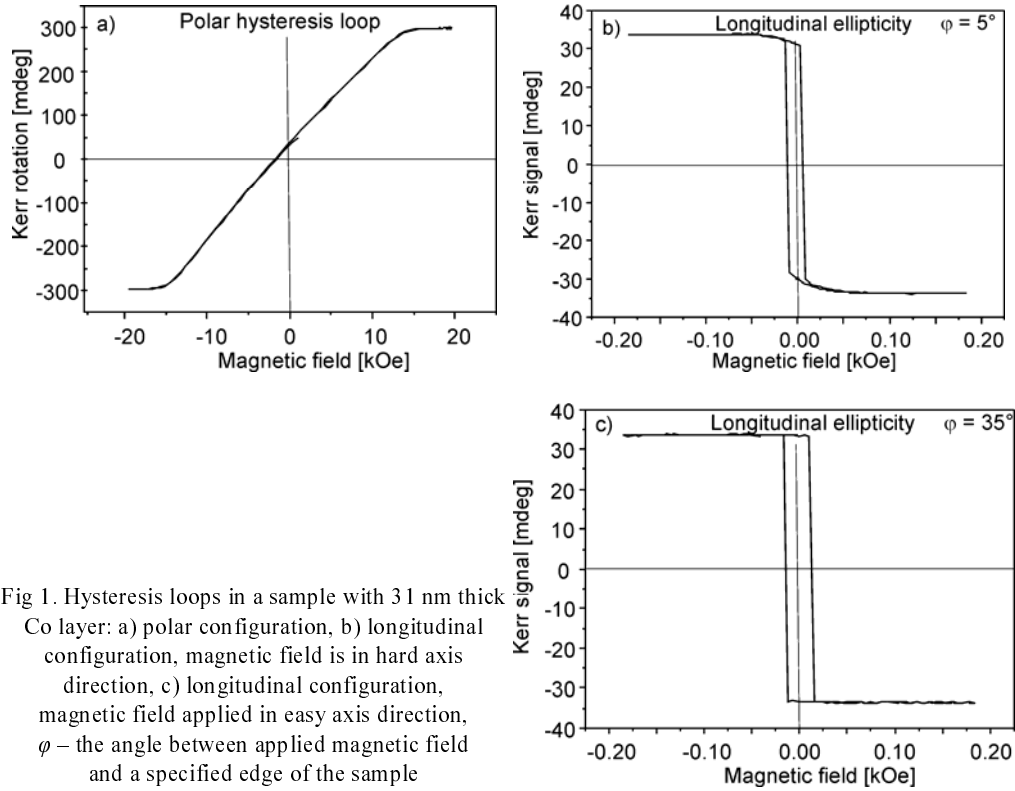 a)
Polar hysteresis loop
Kerr rotation [mdeg]
300
200
100
0
-100
-200
-300
-20
-10
0
10
20
Magnetic field [kOe]
b)
Longitudinal ellipticity
φ = 5°
Kerr signal [mdeg]
40
30
20
10
0
-10
-20
-30
-40
-0.20
-0.10
0.00
0.10
0.20
Magnetic field [kOe]
c)
Longitudinal ellipticity
φ = 35°
Kerr signal [mdeg]
40
30
20
10
0
-10
-20
-30
-40
-0.20
-0.10
0.00
0.10
0.20
Magnetic field [kOe]
Fig 1. Hysteresis loops in a sample with 31 nm thick
Co layer: a) polar configuration, b) longitudinal
configuration, magnetic field is in hard axis
direction, c) longitudinal configuration,
magnetic field applied in easy axis direction,
φ – the angle between applied magnetic field
and a specified edge of the sample